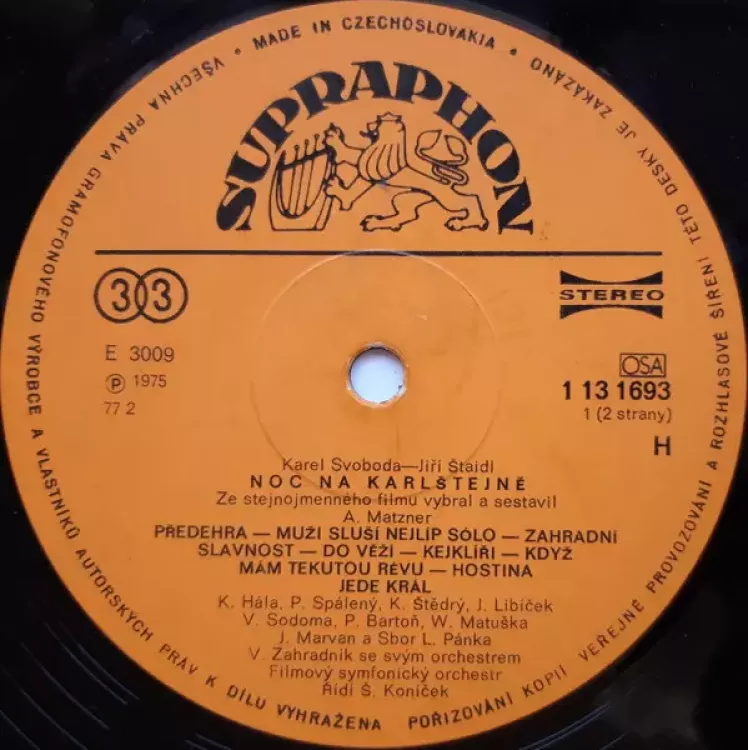 VŠECHNA PRÁVA GRAMOFONOVÉHO VÝROBCE A VLASTNÍKŮ AUTORSKÝCH PRÁV K DÍLU VYHRAŽENA • POŘIZOVÁNÍ KOPIÍ VEŘEJNÉ PROVOZOVÁNÍ A ROZHLASOVÉ ŠÍŘENÍ TÉTO DESKY JE ZAKÁZÁNO • MADE IN CZECHOSLOVAKIA •
SUPRAPHON
33
STEREO
E 3009
OSA
Ⓟ 1975
1 13 1693
77 2
1 (2 strany)
H
Karel Svoboda—Jiří Štaidl
NOC NA KARLŠTEJNĚ
Ze stejnojmenného filmu vybral a sestavil
A. Matzner
PŘEDEHRA — MUŽI SLUŠÍ NEJLÍP SÓLO — ZAHRADNÍ
SLAVNOST — DO VĚŽÍ — KEJKLÍŘI — KDYŽ
MÁM TEKUTOU RÉVU — HOSTINA
JEDE KRÁL
K. Hála, P. Spálený, K. Štědrý, J. Libíček
V. Sodoma, P. Bartoň, W. Matuška
J. Marvan a Sbor L. Pánka
V. Zahradník se svým orchestrem
Filmový symfonický orchestr
Řídí Š. Koníček